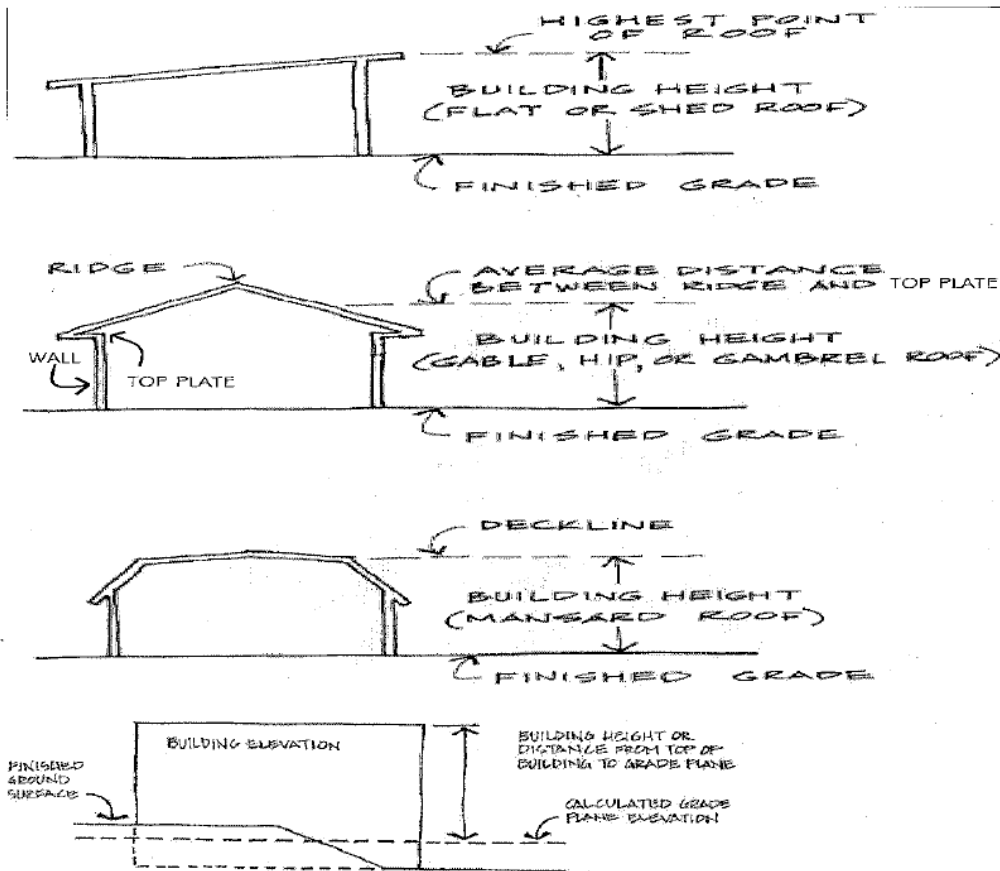 HIGHEST POINT
OF ROOF
BUILDING HEIGHT
(FLAT OR SHED ROOF)
FINISHED GRADE
RIDGE
AVERAGE DISTANCE
BETWEEN RIDGE AND TOP PLATE
WALL
TOP PLATE
BUILDING HEIGHT
(GABLE, HIP, OR GAMBREL ROOF)
FINISHED GRADE
DECKLINE
BUILDING HEIGHT
(MANSARD ROOF)
FINISHED GRADE
BUILDING ELEVATION
BUILDING HEIGHT OR
DISTANCE FROM TOP OF
BUILDING TO GRADE PLANE
FINISHED
GROUND
SURFACE
CALCULATED GRADE
PLANE ELEVATION